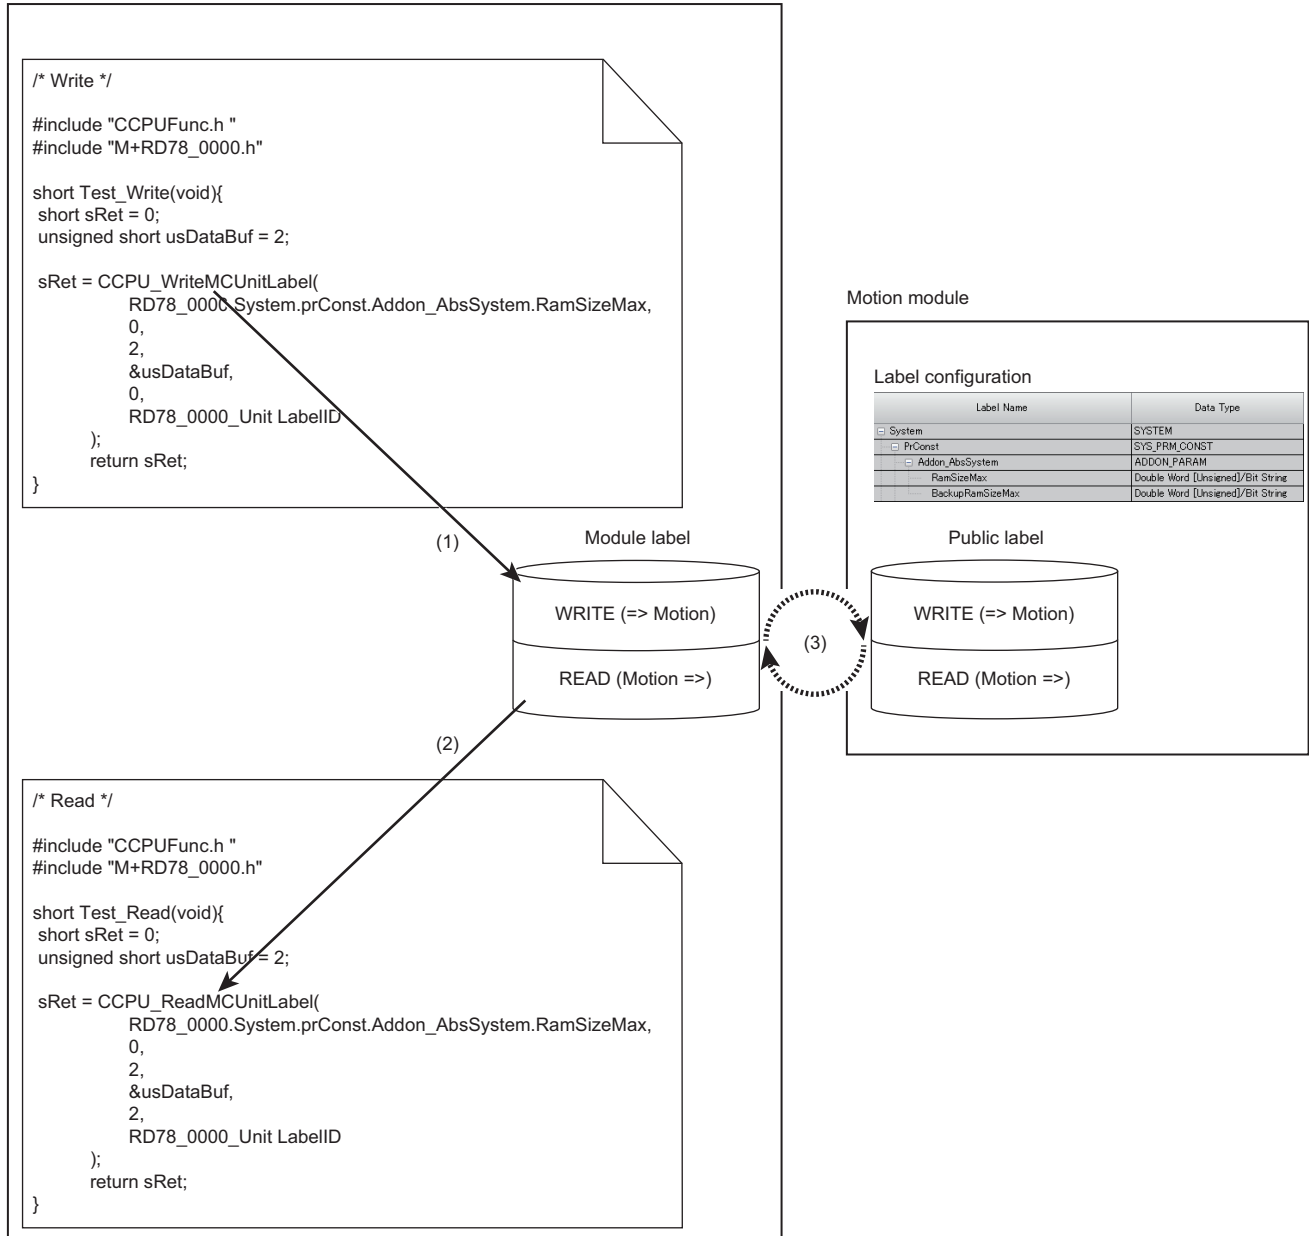 /* Write */
#include "CCPUFunc.h "
#include "M+RD78_0000.h"
short Test_Write(void){
short sRet = 0;
unsigned short usDataBuf = 2;
sRet = CCPU_WriteMCUnitLabel(
RD78_0000.System.prConst.Addon_AbsSystem.RamSizeMax,
0,
2,
&usDataBuf,
0,
RD78_0000_Unit LabelID
);
return sRet;
}
(1)
Module label
WRITE (=> Motion)
READ (Motion =>)
(3)
Motion module
Label configuration
Label Name Data Type
System SYSTEM
PrConst SYS_PRM_CONST
Addon_AbsSystem ADDON_PARAM
RamSizeMax Double Word [Unsigned]/Bit String
BackupRamSizeMax Double Word [Unsigned]/Bit String
Public label
WRITE (=> Motion)
READ (Motion =>)
(2)
/* Read */
#include "CCPUFunc.h "
#include "M+RD78_0000.h"
short Test_Read(void){
short sRet = 0;
unsigned short usDataBuf = 2;
sRet = CCPU_ReadMCUnitLabel(
RD78_0000.System.prConst.Addon_AbsSystem.RamSizeMax,
0,
2,
&usDataBuf,
2,
RD78_0000_Unit LabelID
);
return sRet;
}